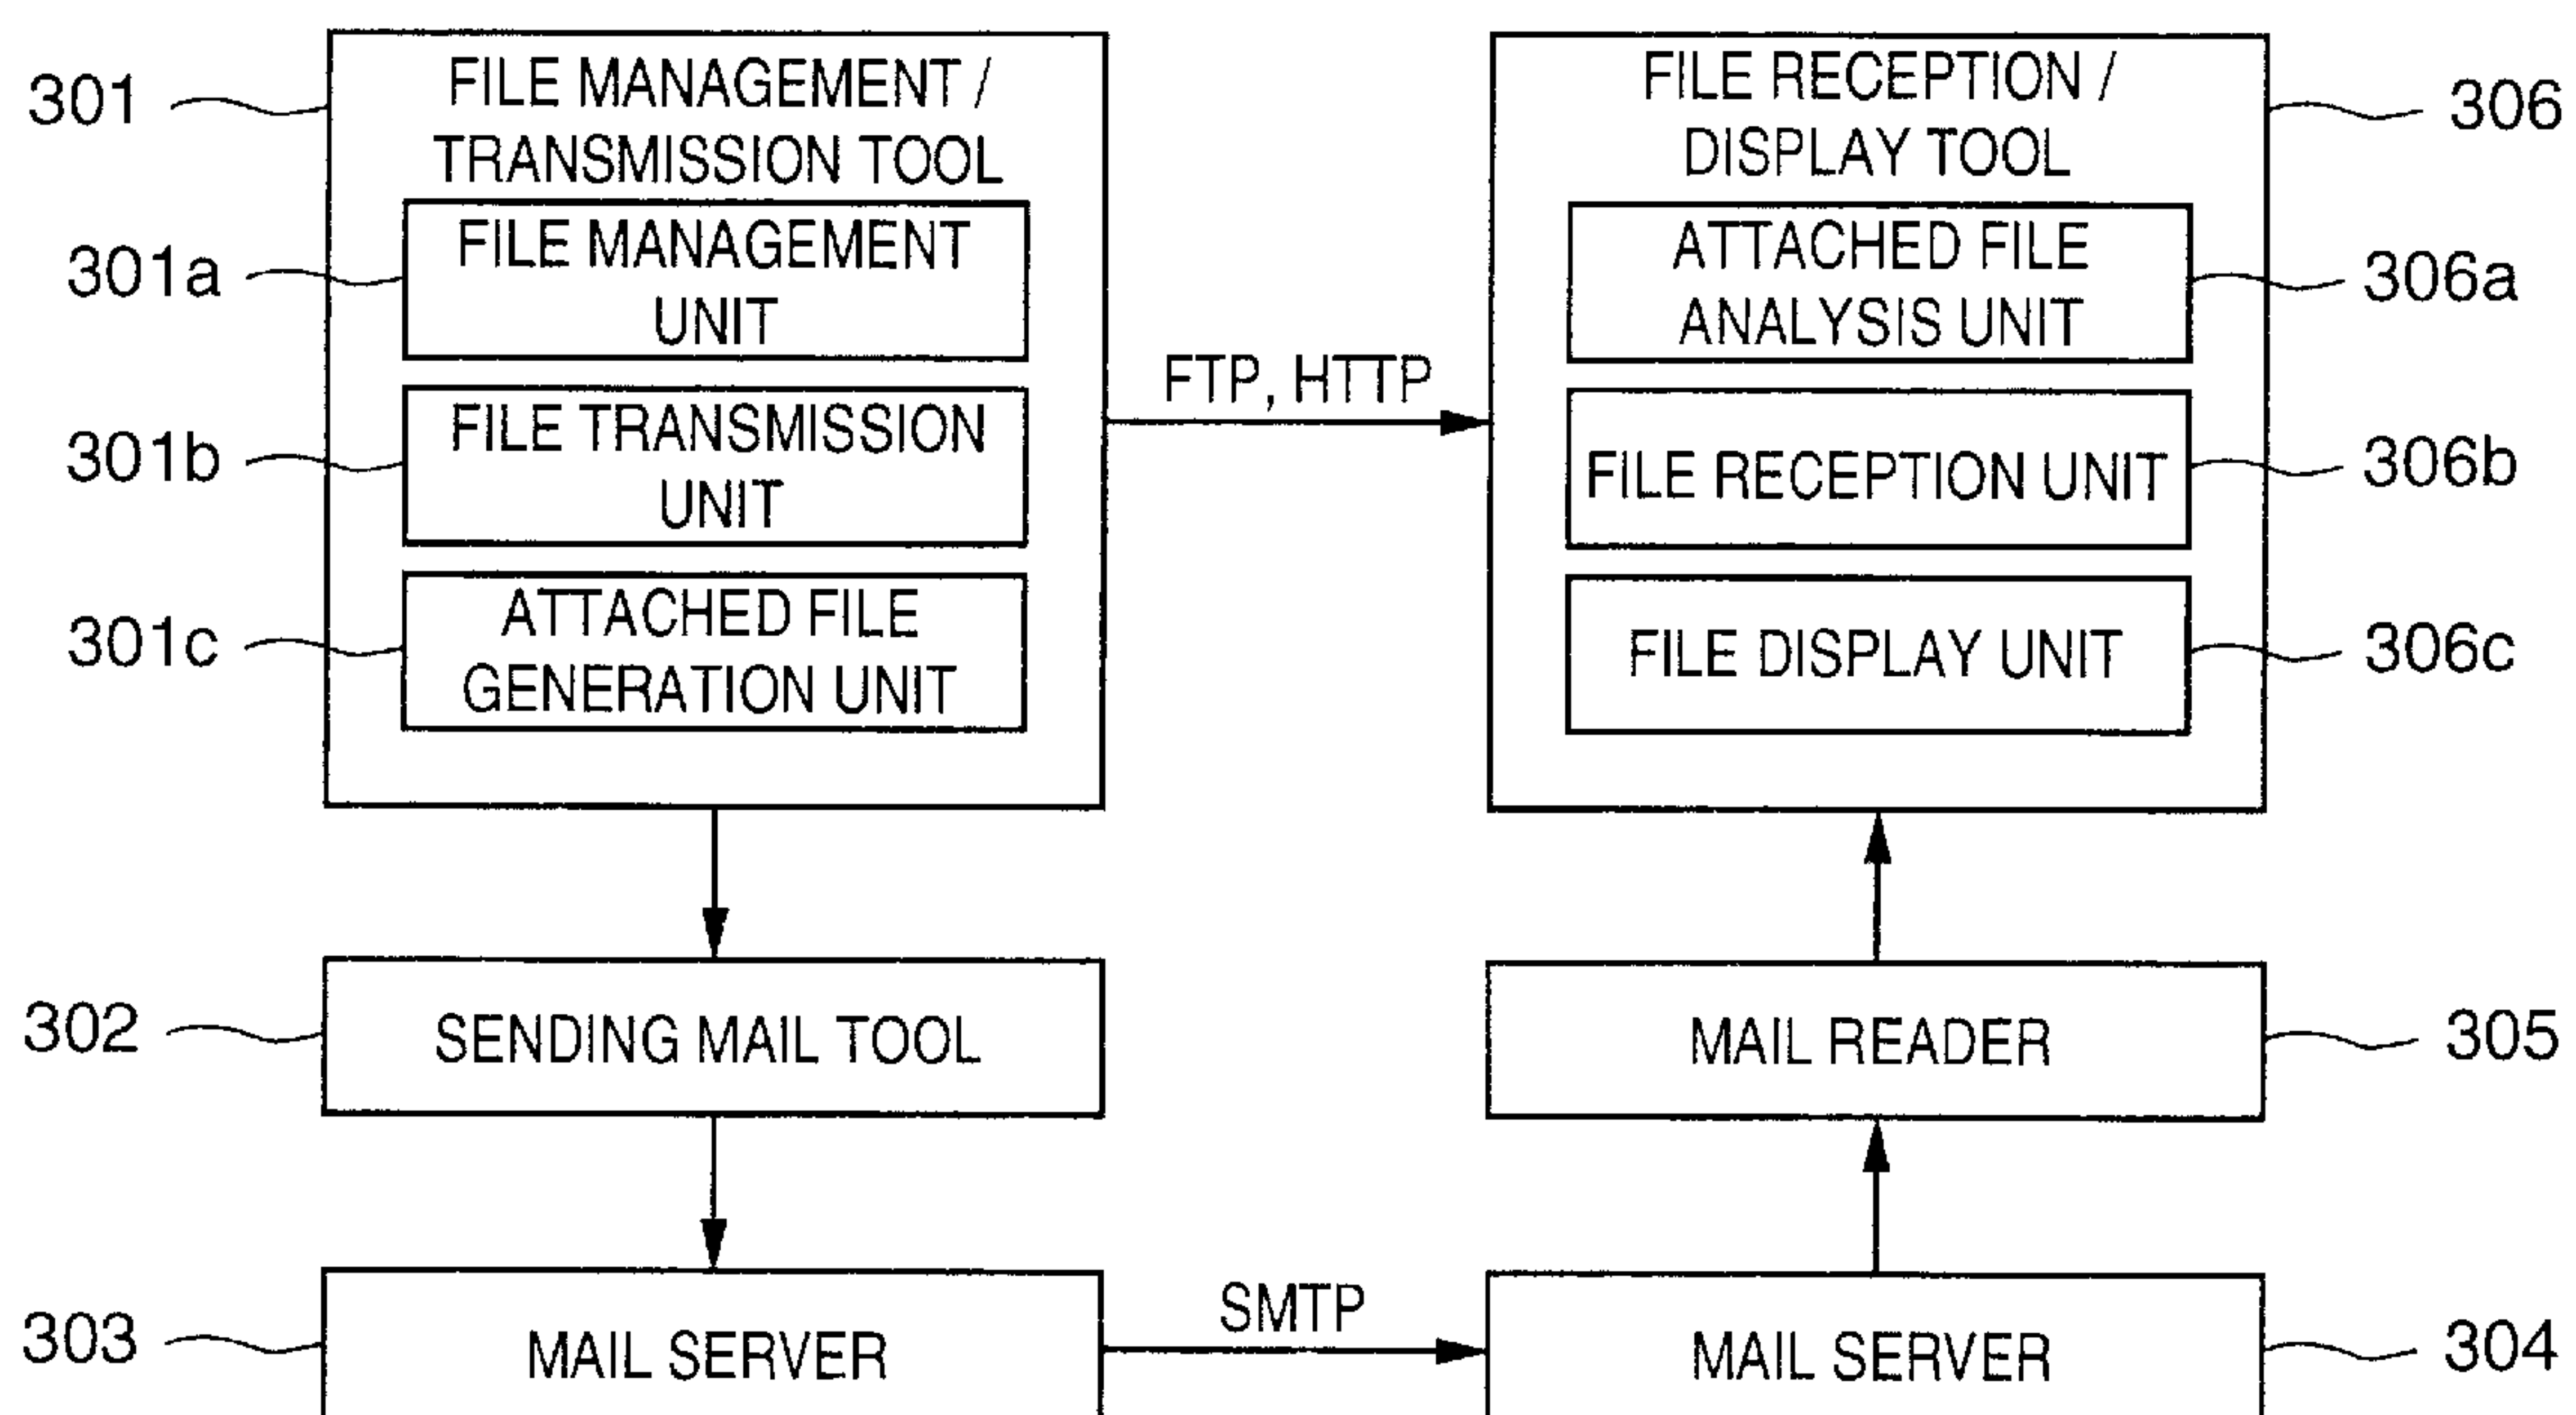 301
FILE MANAGEMENT /
TRANSMISSION TOOL
301a
FILE MANAGEMENT
UNIT
301b
FILE TRANSMISSION
UNIT
301c
ATTACHED FILE
GENERATION UNIT
FTP, HTTP
FILE RECEPTION /
DISPLAY TOOL
306
ATTACHED FILE
ANALYSIS UNIT
306a
FILE RECEPTION UNIT
306b
FILE DISPLAY UNIT
306c
302
SENDING MAIL TOOL
MAIL READER
305
303
MAIL SERVER
SMTP
MAIL SERVER
304